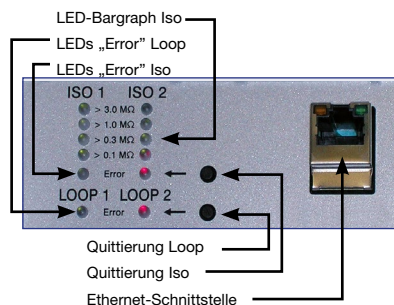 LED-Bargraph Iso
LEDs „Error” Loop
LEDs „Error” Iso
ISO 1 ISO 2
> 3.0 MΩ
> 1.0 MΩ
> 0.3 MΩ
> 0.1 MΩ
Error
LOOP 1 LOOP 2
Error
Quittierung Loop
Quittierung Iso
Ethernet-Schnittstelle